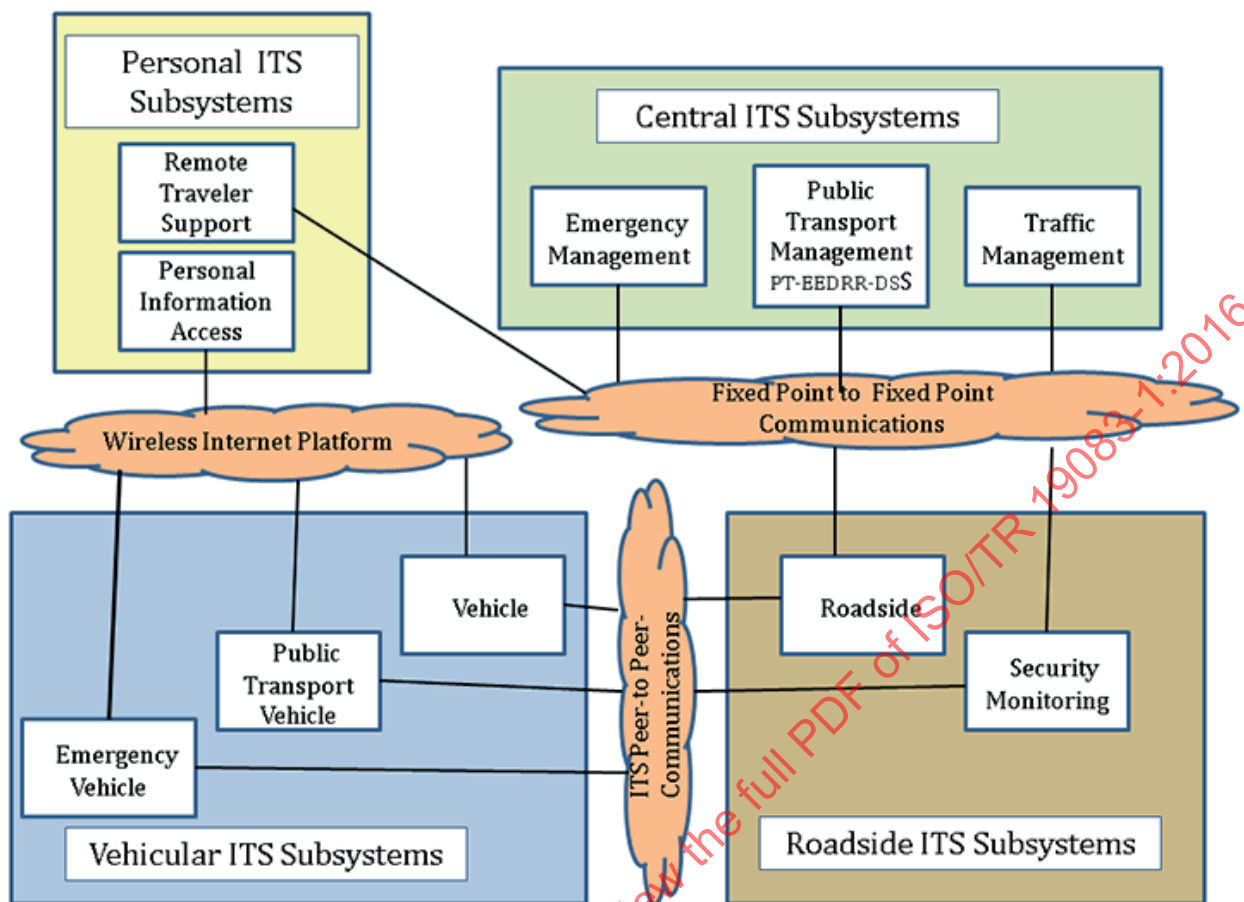 Personal ITS
Subsystems
Remote
Traveler
Support
Personal
Information
Access
Central ITS Subsystems
Emergency
Management
Public
Transport
Management
PT-EEDRR-DSS
Traffic
Management
Wireless Internet Platform
Fixed Point to Fixed Point
Communications
ITS Peer-to Peer-
Communications
Vehicle
Public
Transport
Vehicle
Emergency
Vehicle
Vehicular ITS Subsystems
Roadside
Security
Monitoring
Roadside ITS Subsystems
the full PDF of ISO/TR 19083-1:2016